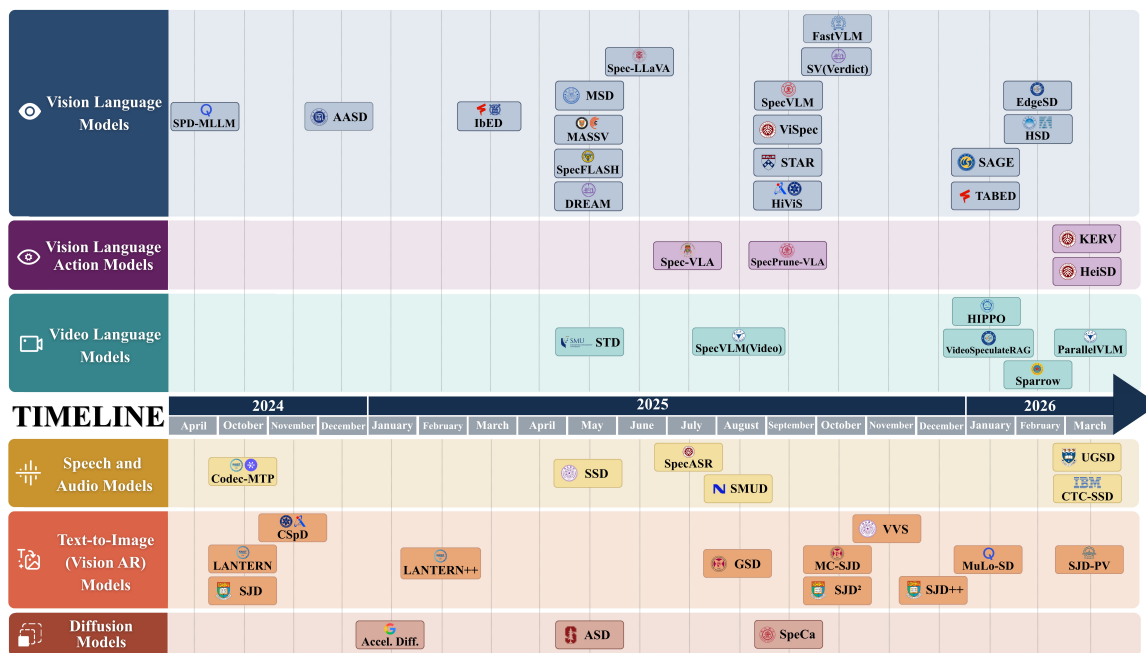 FastVLM
Spec-LLaVA
SV(Verdict)
Vision Language
Models
SPD-MLLM
AASD
IbED
MSD
MASSV
SpecFLASH
DREAM
SpecVLM
ViSpec
STAR
HiViS
EdgeSD
HSD
SAGE
TABED
Vision Language
Action Models
Spec-VLA
SpecPrune-VLA
KERV
HeiSD
Video Language
Models
SMU
STD
SpecVLM(Video)
HIPPO
VideoSpeculateRAG
ParallelVLM
Sparrow
TIMELINE
2024
2025
2026
April October November December January February March April May June July August September October November December January February March
Speech and
Audio Models
Codec-MTP
SSD
SpecASR
SMUD
UGSD
IBM
CTC-SSD
Text-to-Image
(Vision AR)
Models
CSpD
LANTERN
SJD
LANTERN++
GSD
VVS
MC-SJD
SJD²
SJD++
MuLo-SD
SJD-PV
Diffusion
Models
Accel. Diff.
ASD
SpeCa